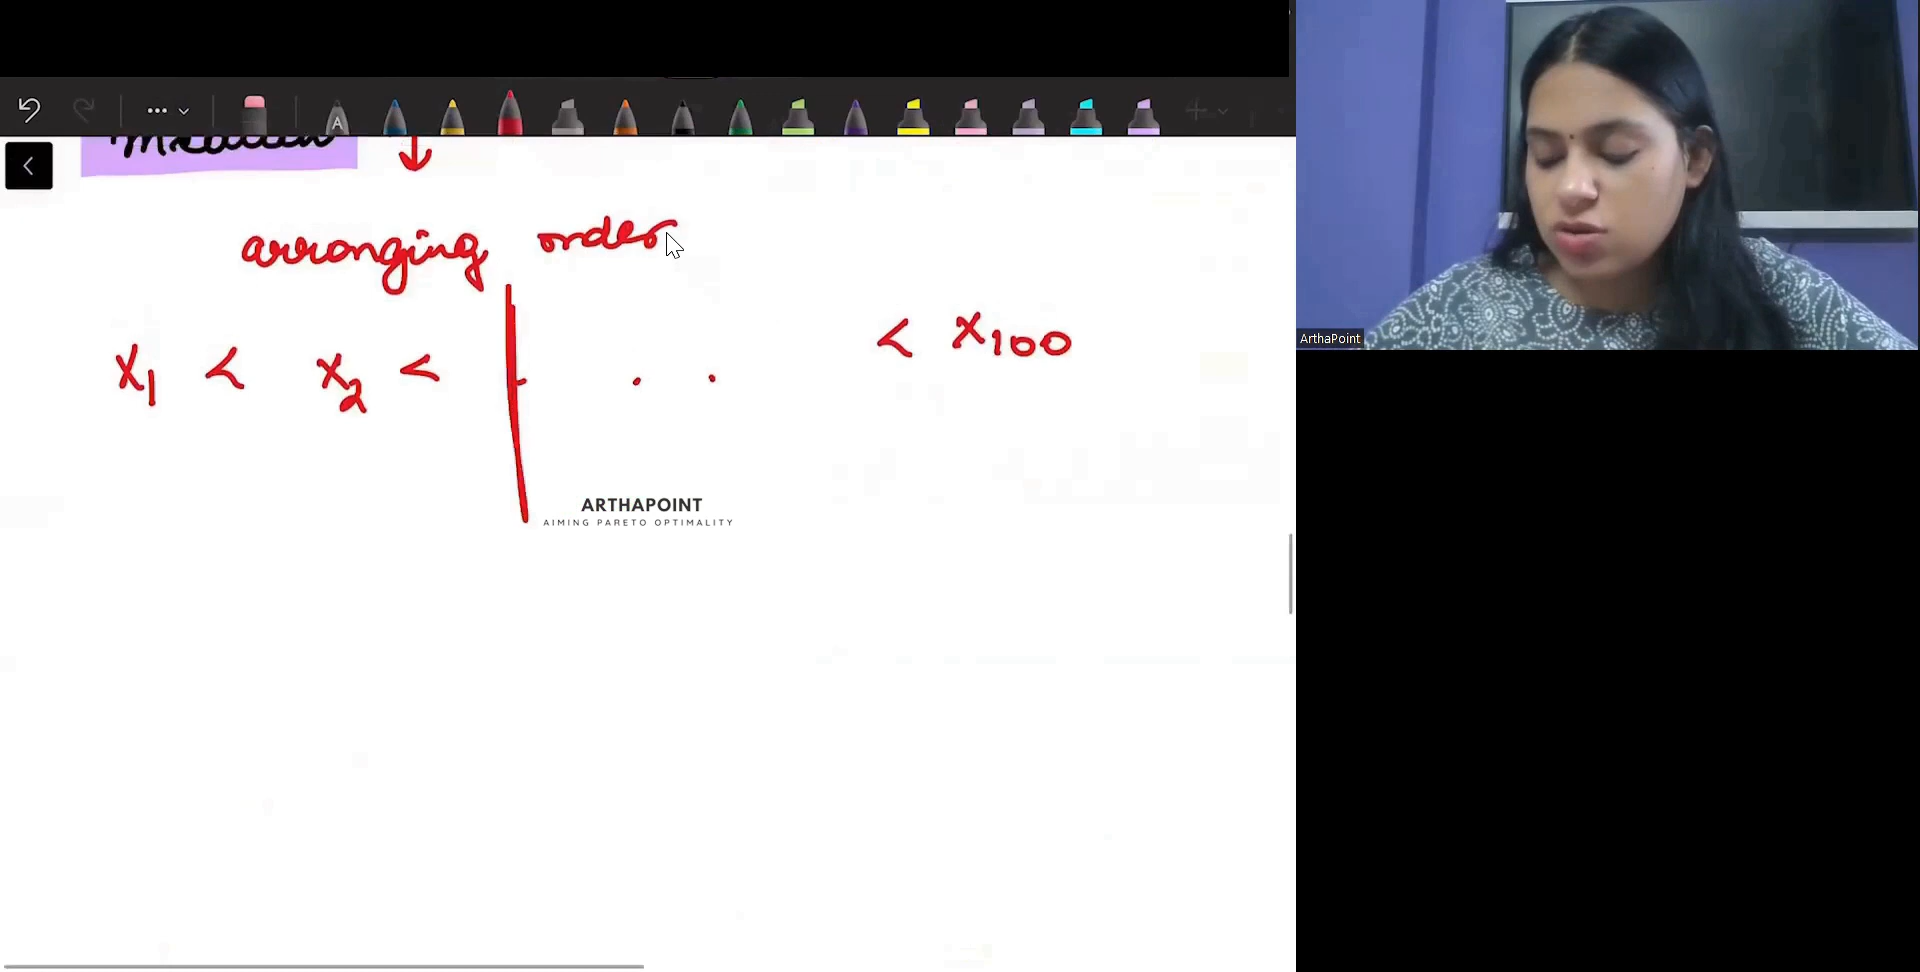 arranging order
x₁ < x₂ < . . . < x₁₀₀
ARTHAPOINT
AIMING PARETO OPTIMALITY
A
ArthaPoint